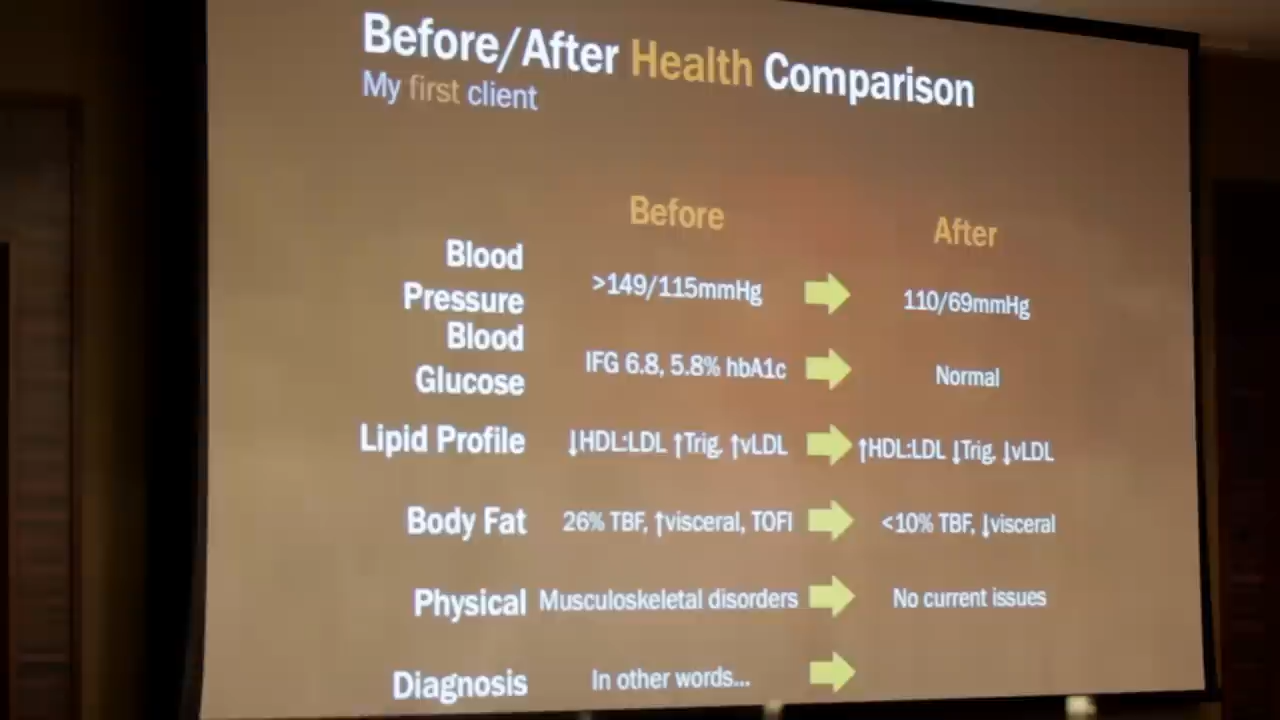 Before/After Health Comparison
My first client
Before
After
Blood
Pressure
>149/115mmHg
110/69mmHg
Blood
Glucose
IFG 6.8, 5.8% hbA1c
Normal
Lipid Profile
↓HDL:LDL ↑Trig, ↑vLDL
↑HDL:LDL ↓Trig, ↓vLDL
Body Fat
26% TBF, ↑visceral, TOFI
<10% TBF, ↓visceral
Physical
Musculoskeletal disorders
No current issues
Diagnosis
In other words...